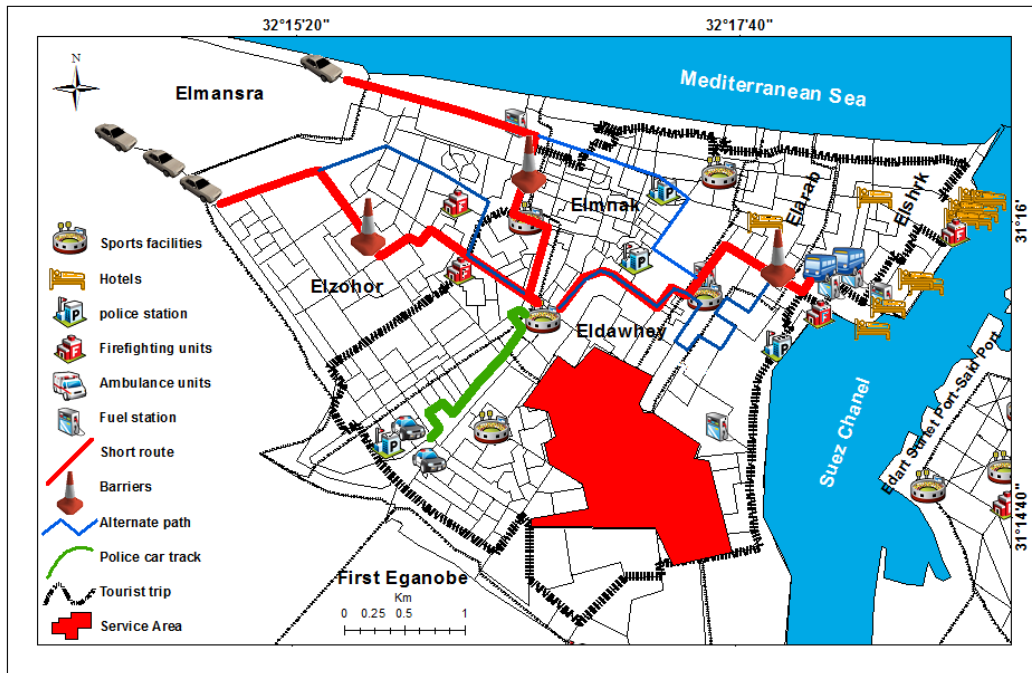 32°15'20"
32°17'40"
N
Mediterranean Sea
Elmansra
Elmnak
Elarab
Elshrk
31°16'
Sports facilities
Hotels
police station
Firefighting units
Ambulance units
Fuel station
Short route
Barriers
Alternate path
Police car track
Tourist trip
Service Area
Elzohor
Eldawhey
Suez Chanel
Edart Surtet Port-Said Port
31°14'40"
First Eganobe
Km
0 0.25 0.5 1